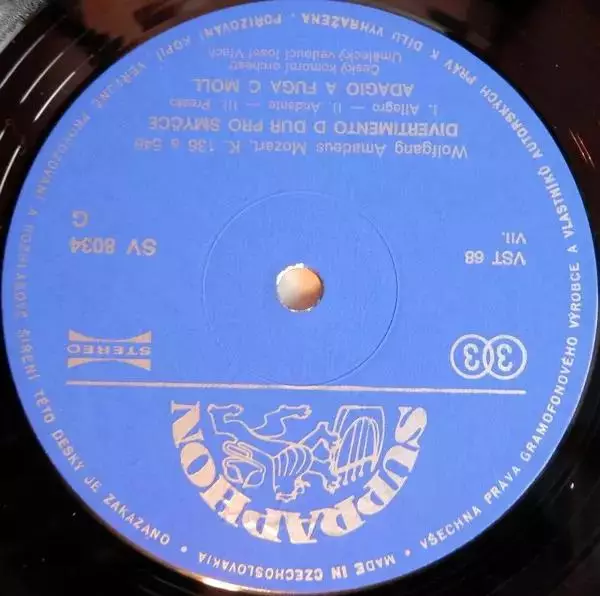 SUPRAPHON
STEREO
33
SV 8034
G
VST 68
VII.
Wolfgang Amadeus Mozart, K. 136 a 546
DIVERTIMENTO D DUR PRO SMYČCE
I. Allegro — II. Andante — III. Presto
ADAGIO A FUGA C MOLL
Český komorní orchestr
Umělecký vedoucí Josef Vlach
MADE IN CZECHOSLOVAKIA • VŠECHNA PRÁVA GRAMOFONOVÉHO VÝROBCE A VLASTNÍKŮ AUTORSKÝCH PRÁV K DÍLU VYHRAŽENA. POŘIZOVÁNÍ KOPIÍ, VEŘEJNÉ PROVOZOVÁNÍ A ROZHLASOVÉ ŠÍŘENÍ TÉTO DESKY JE ZAKÁZÁNO •